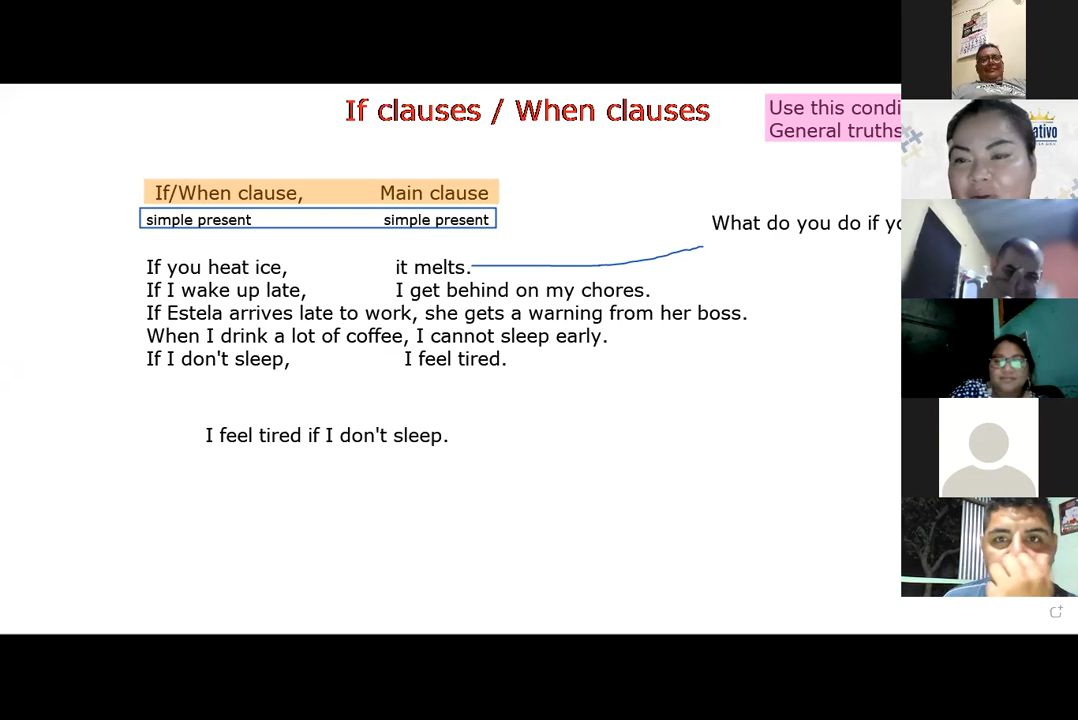 If clauses / When clauses
Use this condi
General truths
If/When clause, Main clause
simple present simple present
What do you do if yo
If you heat ice, it melts.
If I wake up late, I get behind on my chores.
If Estela arrives late to work, she gets a warning from her boss.
When I drink a lot of coffee, I cannot sleep early.
If I don't sleep, I feel tired.
I feel tired if I don't sleep.
ativo